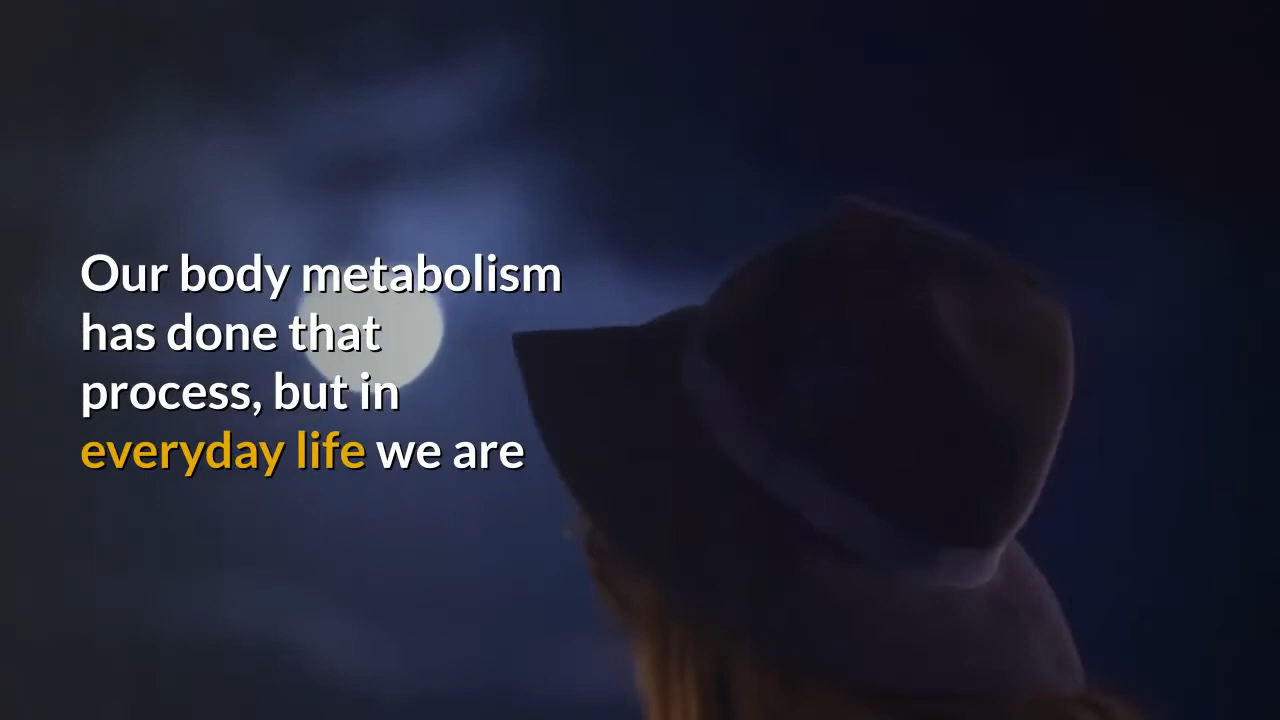 Our body metabolism
has done that
process, but in
everyday life we are